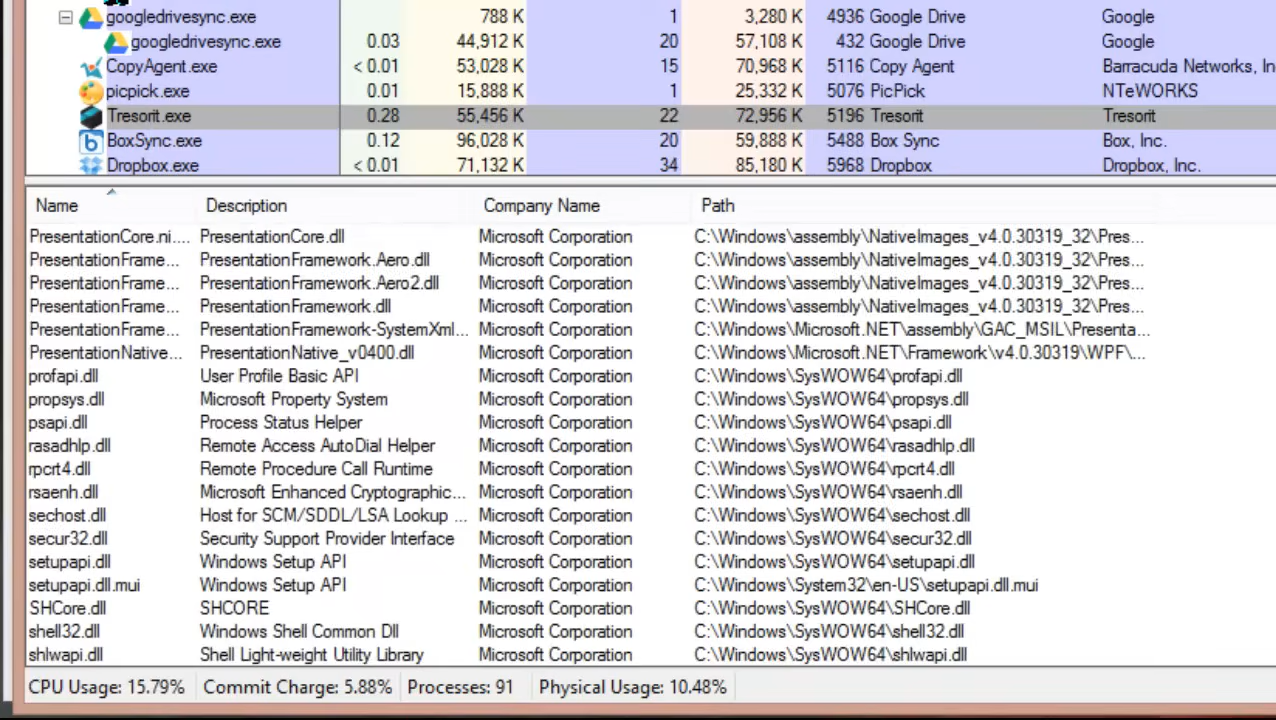 googledrivesync.exe 788 K 1 3,280 K 4936 Google Drive Google
googledrivesync.exe 0.03 44,912 K 20 57,108 K 432 Google Drive Google
CopyAgent.exe < 0.01 53,028 K 15 70,968 K 5116 Copy Agent Barracuda Networks, In
picpick.exe 0.01 15,888 K 1 25,332 K 5076 PicPick NTeWORKS
Tresorit.exe 0.28 55,456 K 22 72,956 K 5196 Tresorit Tresorit
BoxSync.exe 0.12 96,028 K 20 59,888 K 5488 Box Sync Box, Inc.
Dropbox.exe < 0.01 71,132 K 34 85,180 K 5968 Dropbox Dropbox, Inc.
Name Description Company Name Path
PresentationCore.ni.... PresentationCore.dll Microsoft Corporation C:\Windows\assembly\NativeImages_v4.0.30319_32\Pres...
PresentationFrame... PresentationFramework.Aero.dll Microsoft Corporation C:\Windows\assembly\NativeImages_v4.0.30319_32\Pres...
PresentationFrame... PresentationFramework.Aero2.dll Microsoft Corporation C:\Windows\assembly\NativeImages_v4.0.30319_32\Pres...
PresentationFrame... PresentationFramework.dll Microsoft Corporation C:\Windows\assembly\NativeImages_v4.0.30319_32\Pres...
PresentationFrame... PresentationFramework-SystemXml... Microsoft Corporation C:\Windows\Microsoft.NET\assembly\GAC_MSIL\Presenta...
PresentationNative... PresentationNative_v0400.dll Microsoft Corporation C:\Windows\Microsoft.NET\Framework\v4.0.30319\WPF\...
profapi.dll User Profile Basic API Microsoft Corporation C:\Windows\SysWOW64\profapi.dll
propsys.dll Microsoft Property System Microsoft Corporation C:\Windows\SysWOW64\propsys.dll
psapi.dll Process Status Helper Microsoft Corporation C:\Windows\SysWOW64\psapi.dll
rasadhlp.dll Remote Access AutoDial Helper Microsoft Corporation C:\Windows\SysWOW64\rasadhlp.dll
rpcrt4.dll Remote Procedure Call Runtime Microsoft Corporation C:\Windows\SysWOW64\rpcrt4.dll
rsaenh.dll Microsoft Enhanced Cryptographic... Microsoft Corporation C:\Windows\SysWOW64\rsaenh.dll
sechost.dll Host for SCM/SDDL/LSA Lookup ... Microsoft Corporation C:\Windows\SysWOW64\sechost.dll
secur32.dll Security Support Provider Interface Microsoft Corporation C:\Windows\SysWOW64\secur32.dll
setupapi.dll Windows Setup API Microsoft Corporation C:\Windows\SysWOW64\setupapi.dll
setupapi.dll.mui Windows Setup API Microsoft Corporation C:\Windows\System32\en-US\setupapi.dll.mui
SHCore.dll SHCORE Microsoft Corporation C:\Windows\SysWOW64\SHCore.dll
shell32.dll Windows Shell Common Dll Microsoft Corporation C:\Windows\SysWOW64\shell32.dll
shlwapi.dll Shell Light-weight Utility Library Microsoft Corporation C:\Windows\SysWOW64\shlwapi.dll
CPU Usage: 15.79% Commit Charge: 5.88% Processes: 91 Physical Usage: 10.48%